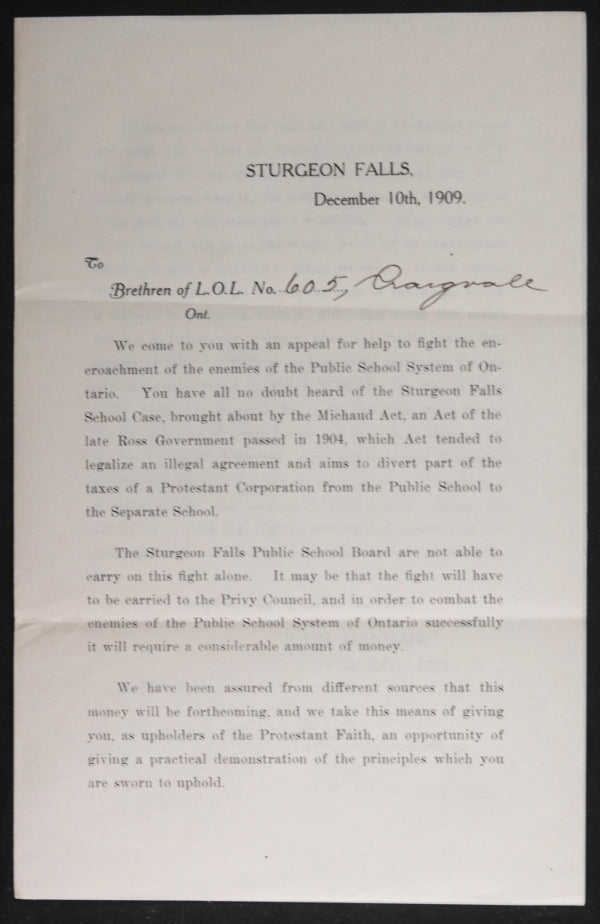 STURGEON FALLS,
December 10th, 1909.
To
Brethren of L.O.L. No. 605, Craigvale
Ont.
We come to you with an appeal for help to fight the en-
croachment of the enemies of the Public School System of On-
tario. You have all no doubt heard of the Sturgeon Falls
School Case, brought about by the Michaud Act, an Act of the
late Ross Government passed in 1904, which Act tended to
legalize an illegal agreement and aims to divert part of the
taxes of a Protestant Corporation from the Public School to
the Separate School.
The Sturgeon Falls Public School Board are not able to
carry on this fight alone. It may be that the fight will have
to be carried to the Privy Council, and in order to combat the
enemies of the Public School System of Ontario successfully
it will require a considerable amount of money.
We have been assured from different sources that this
money will be forthcoming, and we take this means of giving
you, as upholders of the Protestant Faith, an opportunity of
giving a practical demonstration of the principles which you
are sworn to uphold.